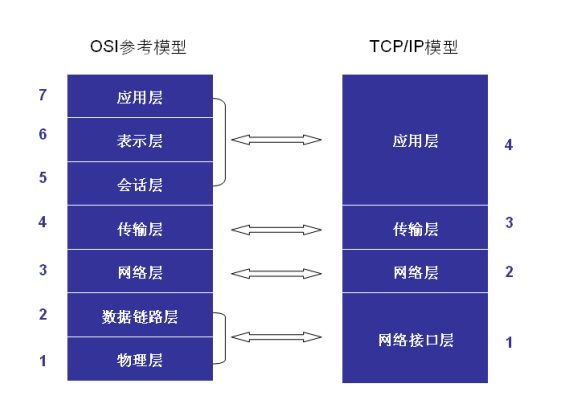 OSI参考模型
TCP/IP模型
7
应用层
6
表示层
5
会话层
4
传输层
3
网络层
2
数据链路层
1
物理层
应用层
4
传输层
3
网络层
2
网络接口层
1